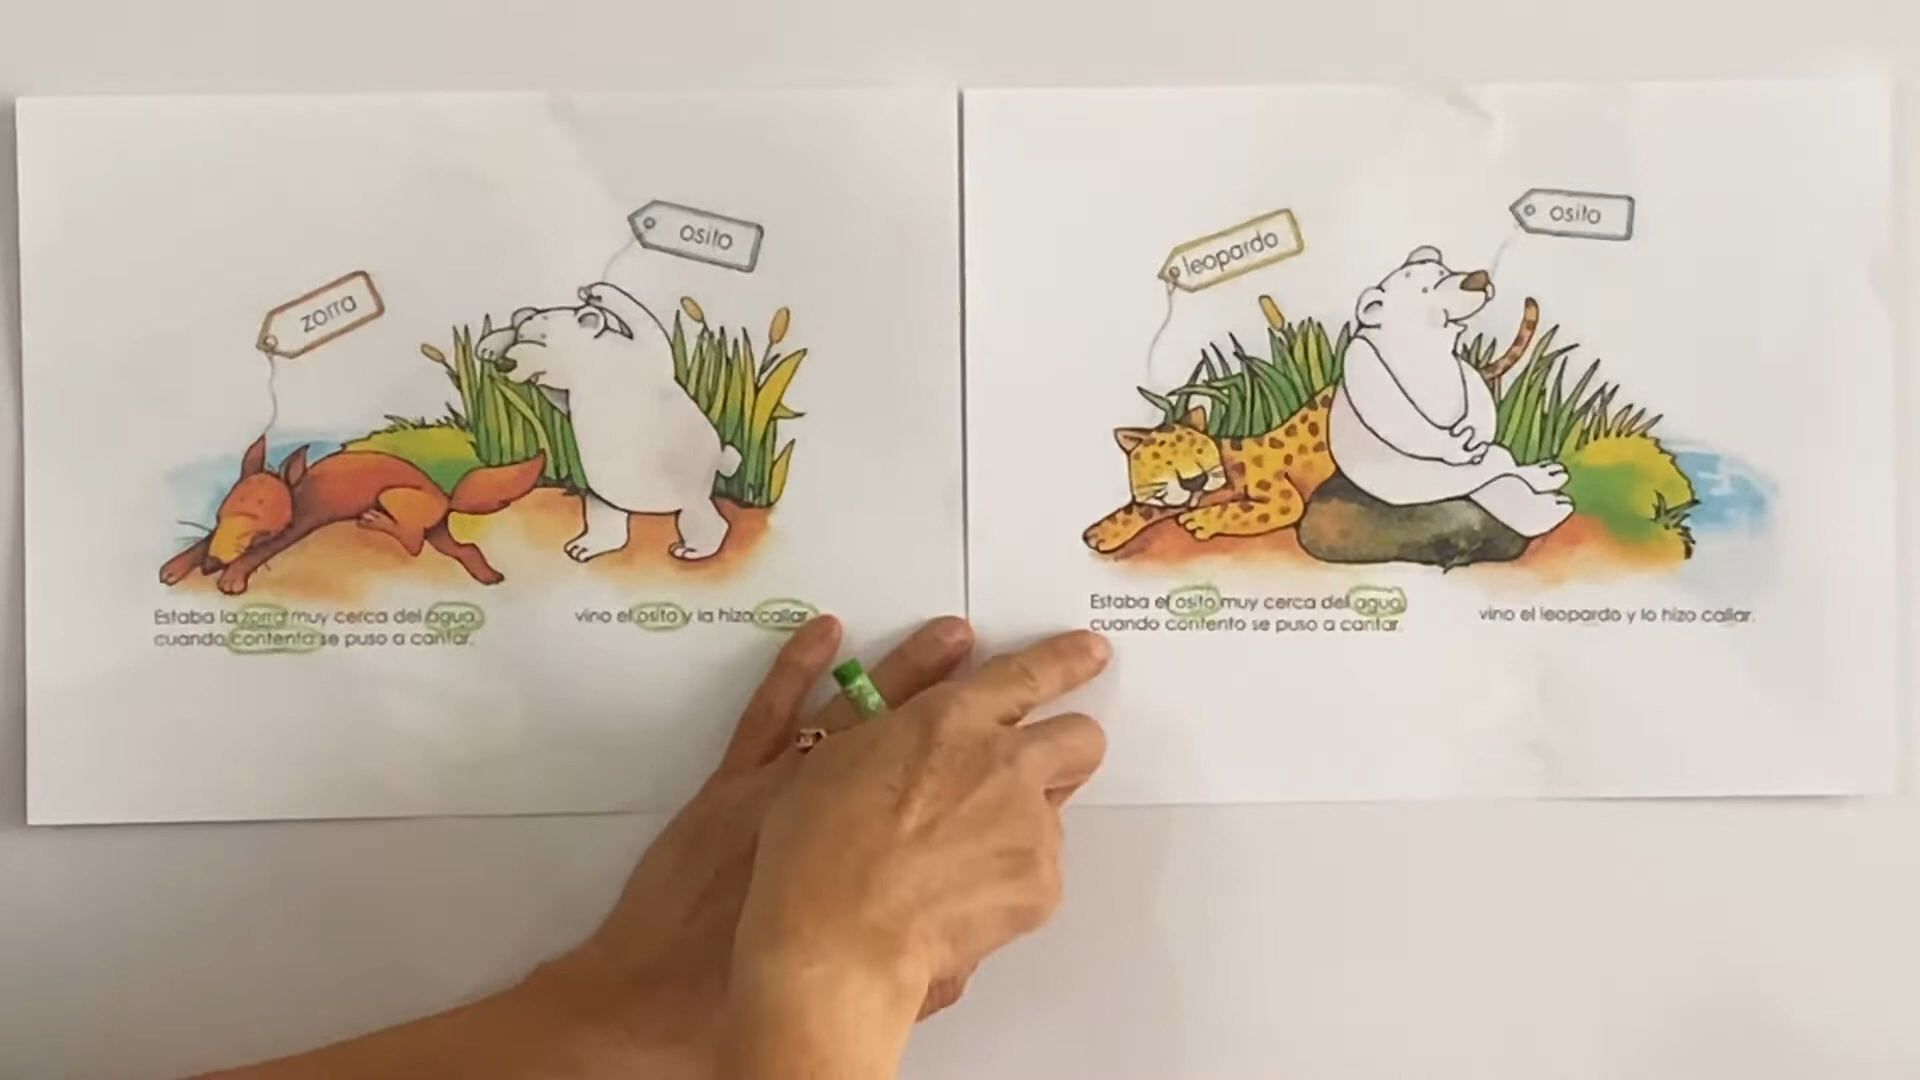 zorra
osito
Estaba la zorra muy cerca del agua,
cuando contenta se puso a cantar.
vino el osito y la hizo callar.
leopardo
osito
Estaba el osito muy cerca del agua,
cuando contento se puso a cantar.
vino el leopardo y lo hizo callar.